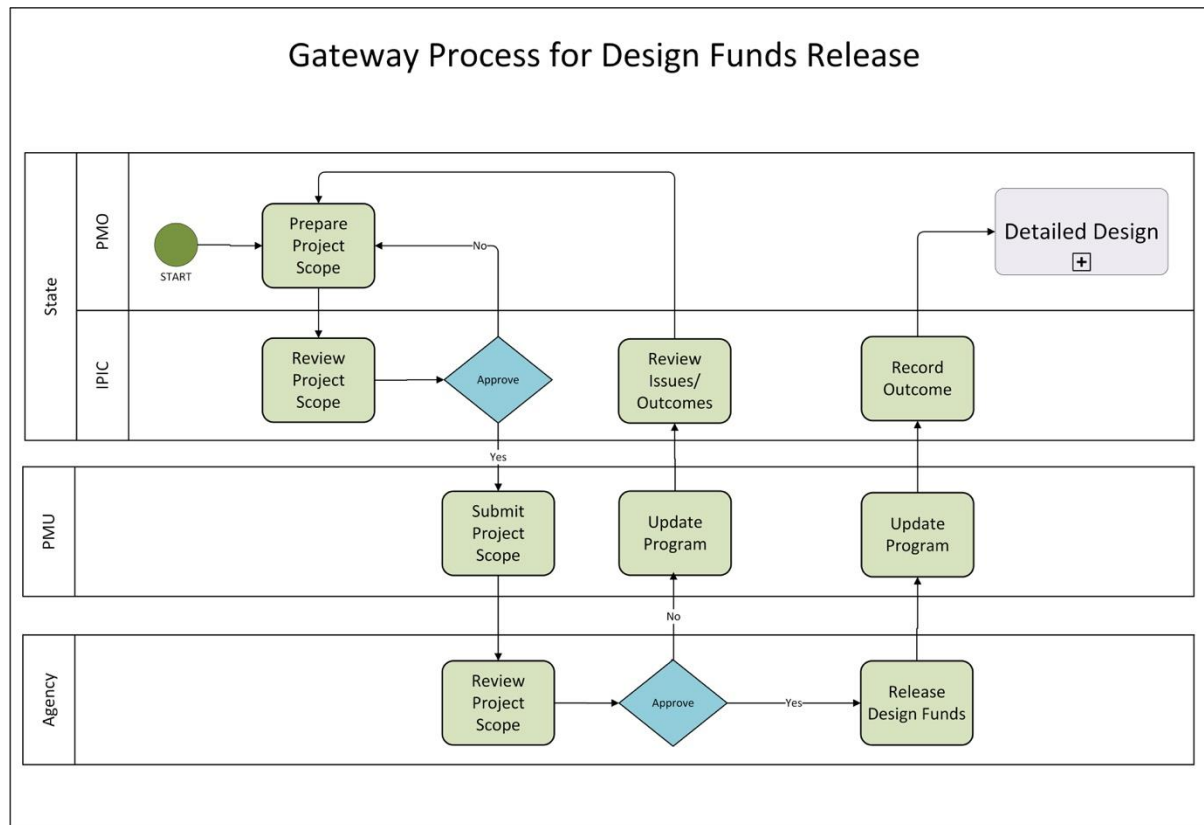 Gateway Process for Design Funds Release
State
PMO
START
Prepare
Project
Scope
No
Detailed Design
IPIC
Review
Project
Scope
Approve
Review
Issues/
Outcomes
Record
Outcome
Yes
PMU
Submit
Project
Scope
Update
Program
Update
Program
No
Agency
Review
Project
Scope
Approve
Yes
Release
Design Funds